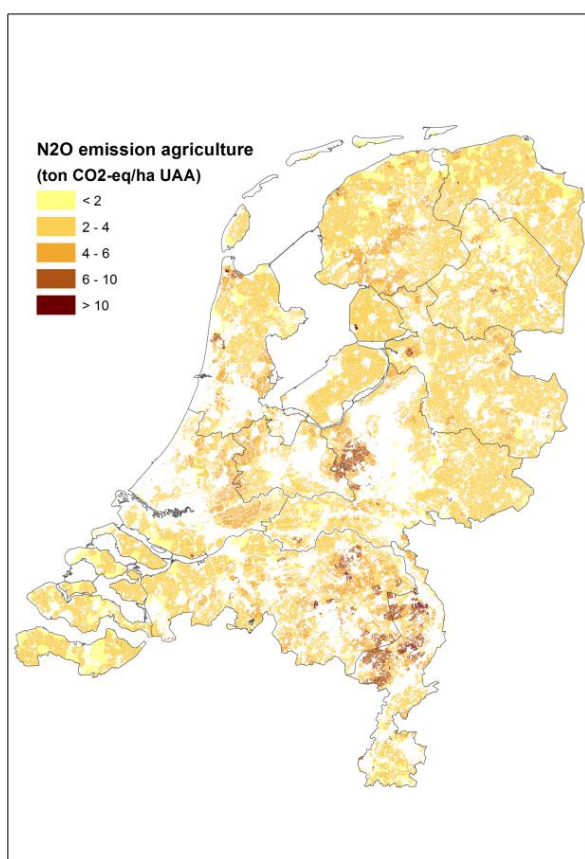 N2O emission agriculture
(ton CO2-eq/ha UAA)
< 2
2 - 4
4 - 6
6 - 10
> 10